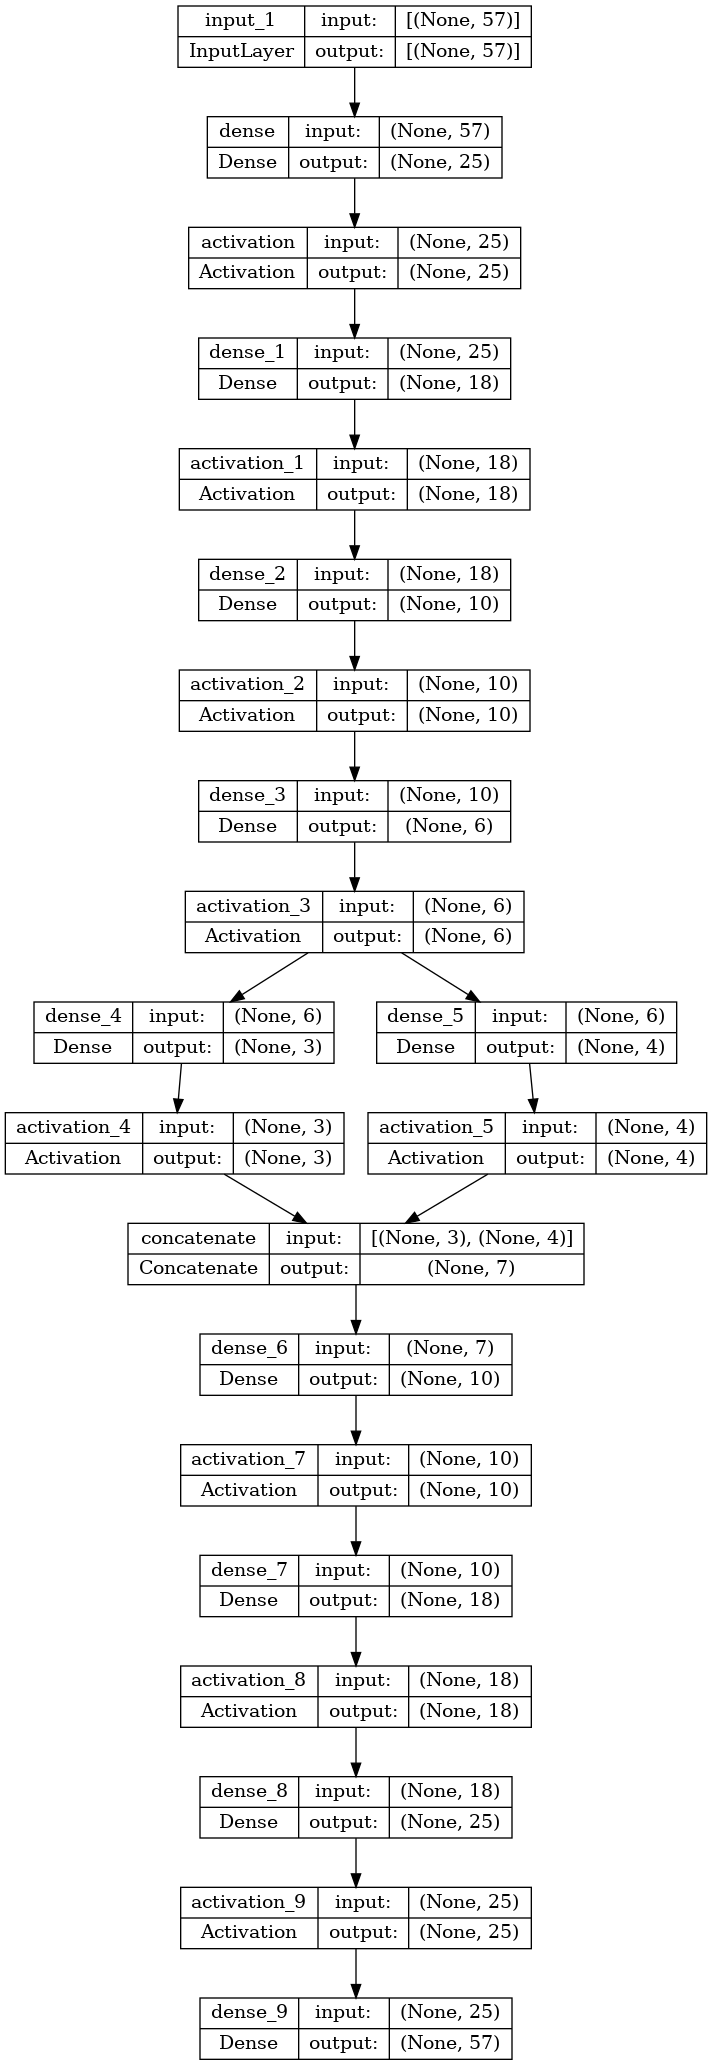 input_1 input: [(None, 57)]
InputLayer output: [(None, 57)]
dense input: (None, 57)
Dense output: (None, 25)
activation input: (None, 25)
Activation output: (None, 25)
dense_1 input: (None, 25)
Dense output: (None, 18)
activation_1 input: (None, 18)
Activation output: (None, 18)
dense_2 input: (None, 18)
Dense output: (None, 10)
activation_2 input: (None, 10)
Activation output: (None, 10)
dense_3 input: (None, 10)
Dense output: (None, 6)
activation_3 input: (None, 6)
Activation output: (None, 6)
dense_4 input: (None, 6)
Dense output: (None, 3)
dense_5 input: (None, 6)
Dense output: (None, 4)
activation_4 input: (None, 3)
Activation output: (None, 3)
activation_5 input: (None, 4)
Activation output: (None, 4)
concatenate input: [(None, 3), (None, 4)]
Concatenate output: (None, 7)
dense_6 input: (None, 7)
Dense output: (None, 10)
activation_7 input: (None, 10)
Activation output: (None, 10)
dense_7 input: (None, 10)
Dense output: (None, 18)
activation_8 input: (None, 18)
Activation output: (None, 18)
dense_8 input: (None, 18)
Dense output: (None, 25)
activation_9 input: (None, 25)
Activation output: (None, 25)
dense_9 input: (None, 25)
Dense output: (None, 57)